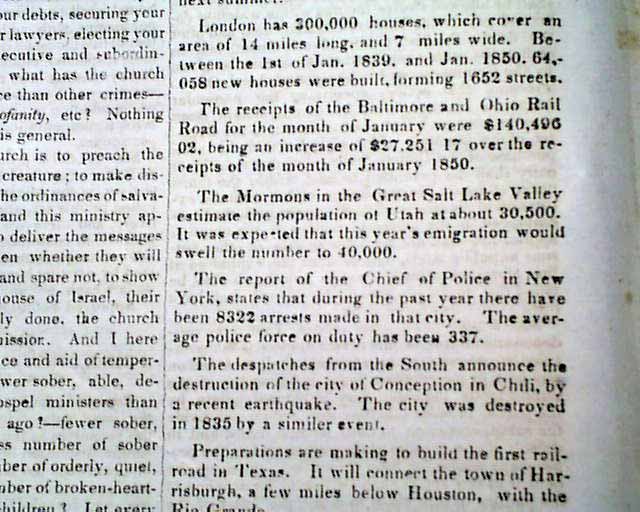 our debts, securing your
r lawyers, electing your
xecutive and subordin-
what has the church
ce than other crimes—
ofanity, etc? Nothing
is general.
urch is to preach the
creature; to make dis-
he ordinances of salva-
and this ministry ap-
o deliver the messages
en whether they will
and spare not, to show
ouse of Israel, their
ly done, the church
ission. And I here
ce and aid of temper-
wer sober, able, de-
spel ministers than
ago?—fewer sober,
ss number of sober
ber of orderly, quiet,
mber of broken-heart-
children? Let every
next summer.
London has 300,000 houses, which cover an
area of 14 miles long, and 7 miles wide. Be-
tween the 1st of Jan. 1839, and Jan. 1850. 64,-
058 new houses were built, forming 1652 streets.
The receipts of the Baltimore and Ohio Rail
Road for the month of January were $140,496
02, being an increase of $27.251 17 over the re-
ceipts of the month of January 1850.
The Mormons in the Great Salt Lake Valley
estimate the population of Utah at about 30,500.
It was expected that this year's emigration would
swell the number to 40,000.
The report of the Chief of Police in New
York, states that during the past year there have
been 8322 arrests made in that city. The aver-
age police force on duty has been 337.
The despatches from the South announce the
destruction of the city of Conception in Chili, by
a recent earthquake. The city was destroyed
in 1835 by a similer event.
Preparations are making to build the first rail-
road in Texas. It will connect the town of Har-
risburgh, a few miles below Houston, with the
Rio Grande.